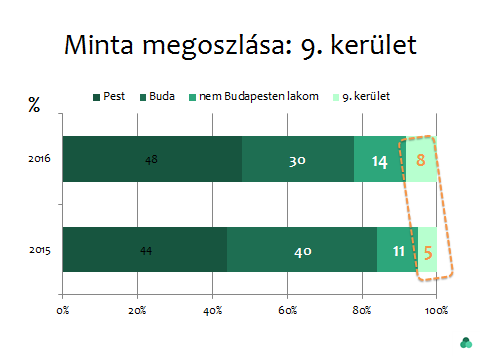 Minta megoszlása: 9. kerület
Pest Buda nem Budapesten lakom 9. kerület
%
2016 48 30 14 8
2015 44 40 11 5
0% 20% 40% 60% 80% 100%